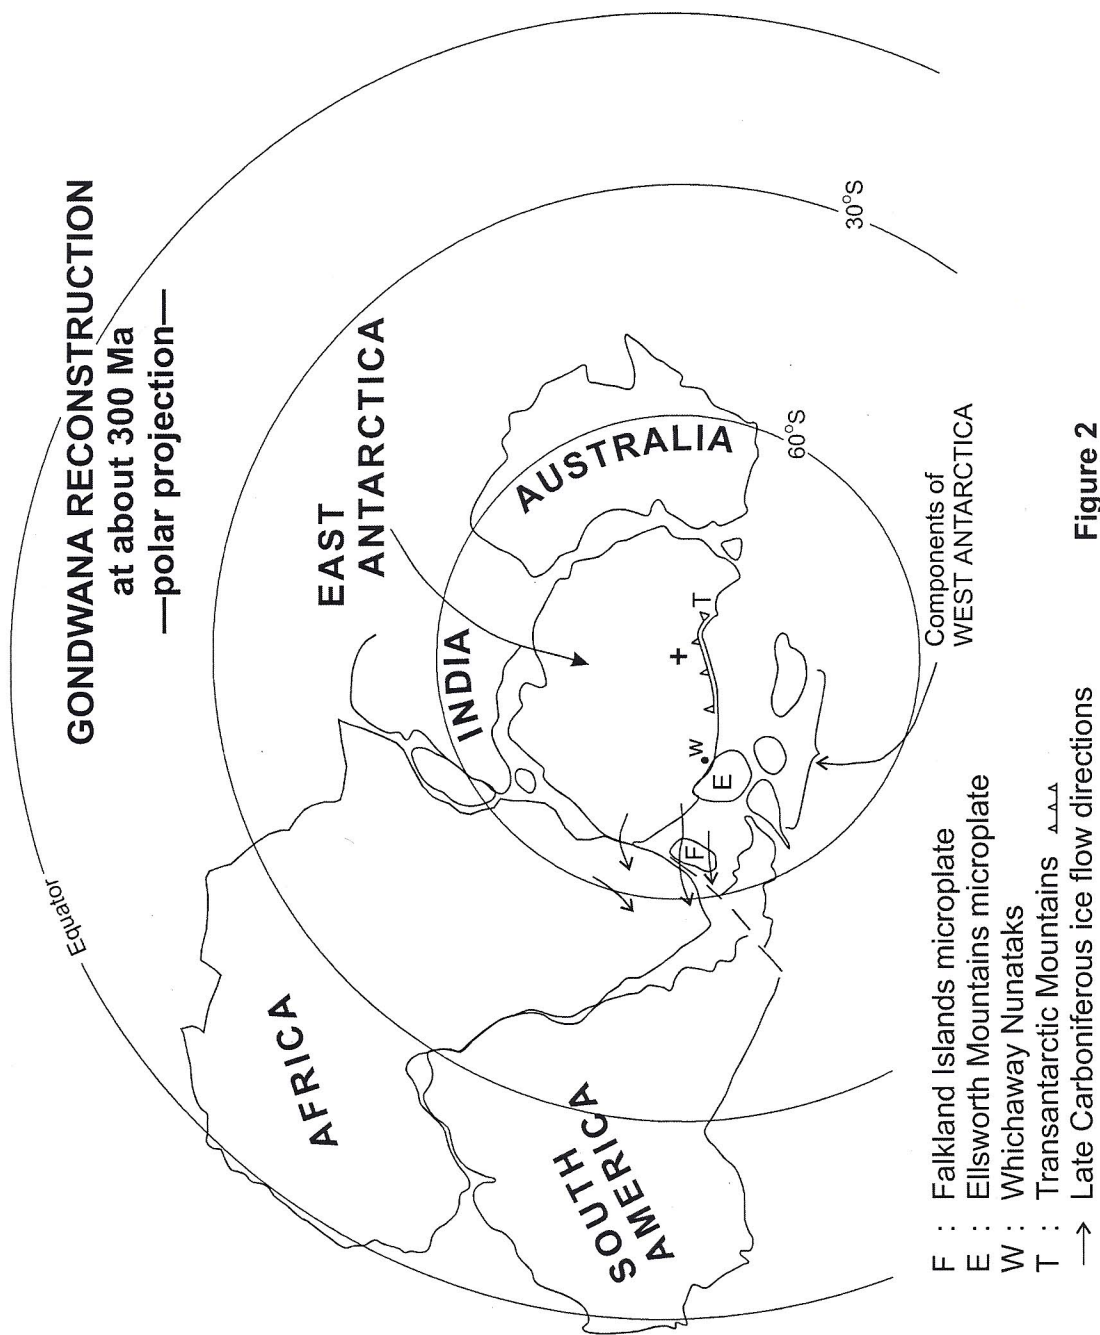 GONDWANA RECONSTRUCTION
at about 300 Ma
—polar projection—
Equator
EAST
ANTARCTICA
AFRICA
INDIA
AUSTRALIA
SOUTH
AMERICA
30°S
60°S
W
T
E
F
+
Components of
WEST ANTARCTICA
F : Falkland Islands microplate
E : Ellsworth Mountains microplate
W : Whichaway Nunataks
T : Transantarctic Mountains
→ Late Carboniferous ice flow directions
Figure 2